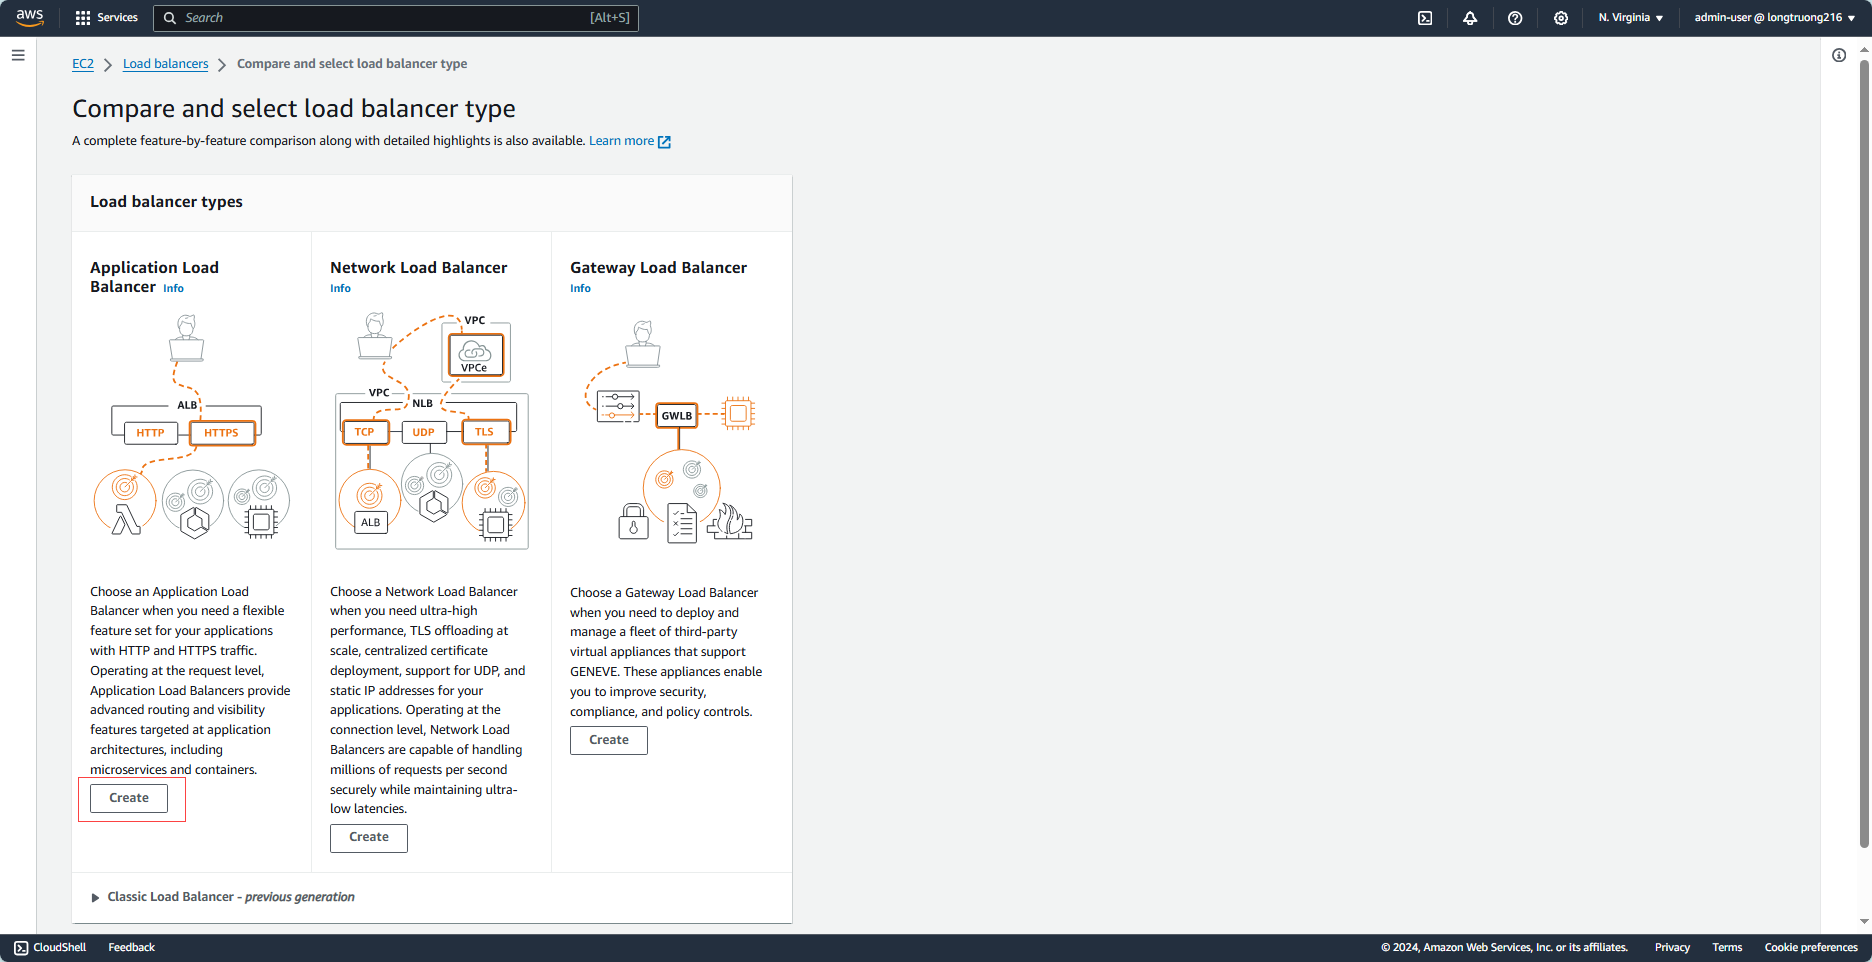 aws
Services
Search
[Alt+S]
N. Virginia
admin-user @ longtruong216
EC2
Load balancers
Compare and select load balancer type
Compare and select load balancer type
A complete feature-by-feature comparison along with detailed highlights is also available. Learn more
Load balancer types
Application Load
Balancer Info
ALB
HTTP
HTTPS
Choose an Application Load
Balancer when you need a flexible
feature set for your applications
with HTTP and HTTPS traffic.
Operating at the request level,
Application Load Balancers provide
advanced routing and visibility
features targeted at application
architectures, including
microservices and containers.
Create
Network Load Balancer
Info
VPC
VPCe
VPC
NLB
TCP
UDP
TLS
ALB
Choose a Network Load Balancer
when you need ultra-high
performance, TLS offloading at
scale, centralized certificate
deployment, support for UDP, and
static IP addresses for your
applications. Operating at the
connection level, Network Load
Balancers are capable of handling
millions of requests per second
securely while maintaining ultra-
low latencies.
Create
Gateway Load Balancer
Info
GWLB
Choose a Gateway Load Balancer
when you need to deploy and
manage a fleet of third-party
virtual appliances that support
GENEVE. These appliances enable
you to improve security,
compliance, and policy controls.
Create
Classic Load Balancer - previous generation
CloudShell
Feedback
© 2024, Amazon Web Services, Inc. or its affiliates.
Privacy
Terms
Cookie preferences